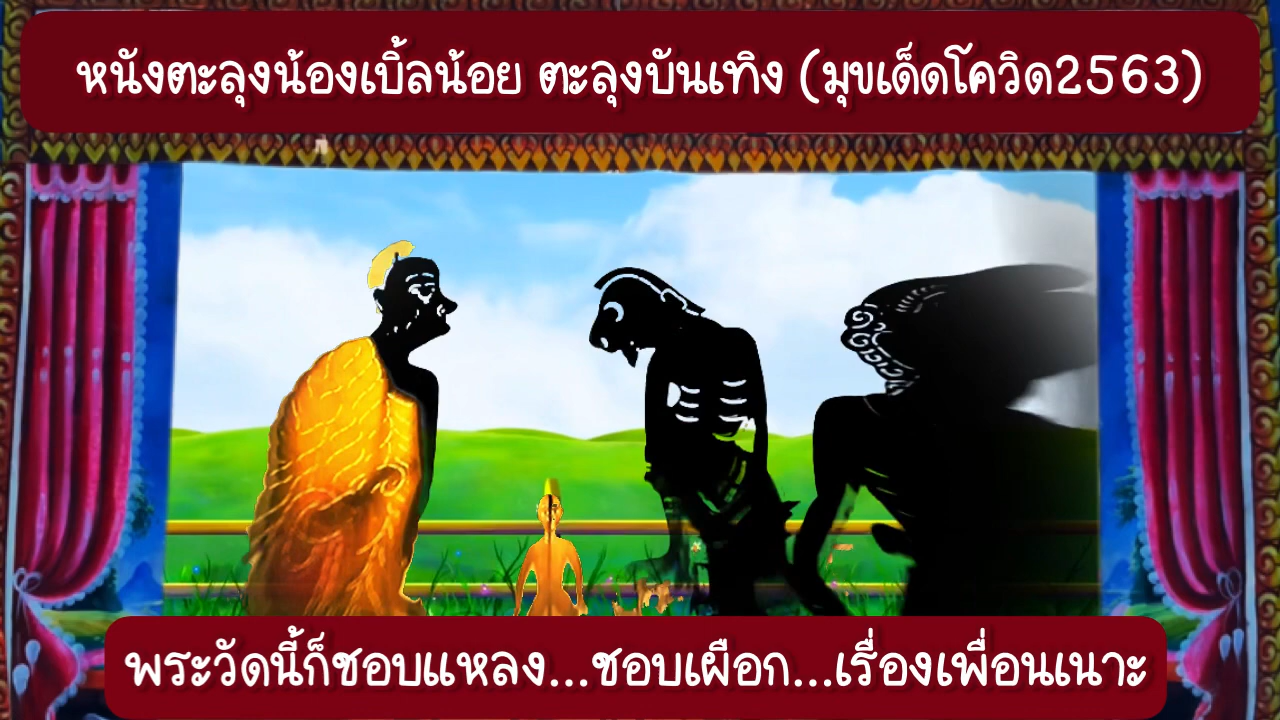 หนังตะลุงน้องเบิ้ลน้อย ตะลุงบันเทิง (มุขเด็ดโควิด2563)
พระวัดนี้ก็ชอบแหลง...ชอบเผือก...เรื่องเพื่อนเนาะ